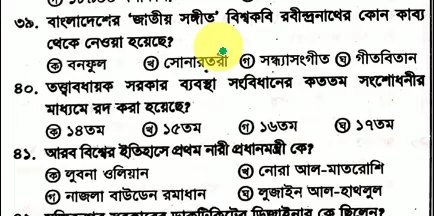 ৩৯. বাংলাদেশের ‘জাতীয় সঙ্গীত’ বিশ্বকবি রবীন্দ্রনাথের কোন কাব্য
থেকে নেওয়া হয়েছে?
ক বনফুল খ সোনারতরী গ সন্ধ্যাসংগীত ঘ গীতবিতান
৪০. তত্ত্বাবধায়ক সরকার ব্যবস্থা সংবিধানের কততম সংশোধনীর
মাধ্যমে রদ করা হয়েছে?
ক ১৪তম খ ১৫তম গ ১৬তম ঘ ১৭তম
৪১. আরব বিশ্বের ইতিহাসে প্রথম নারী প্রধানমন্ত্রী কে?
ক লুবনা ওলিয়ান খ নোরা আল-মাতরোশি
গ নাজলা বাউডেন রমাধান ঘ লুজাইন আল-হাথলুল